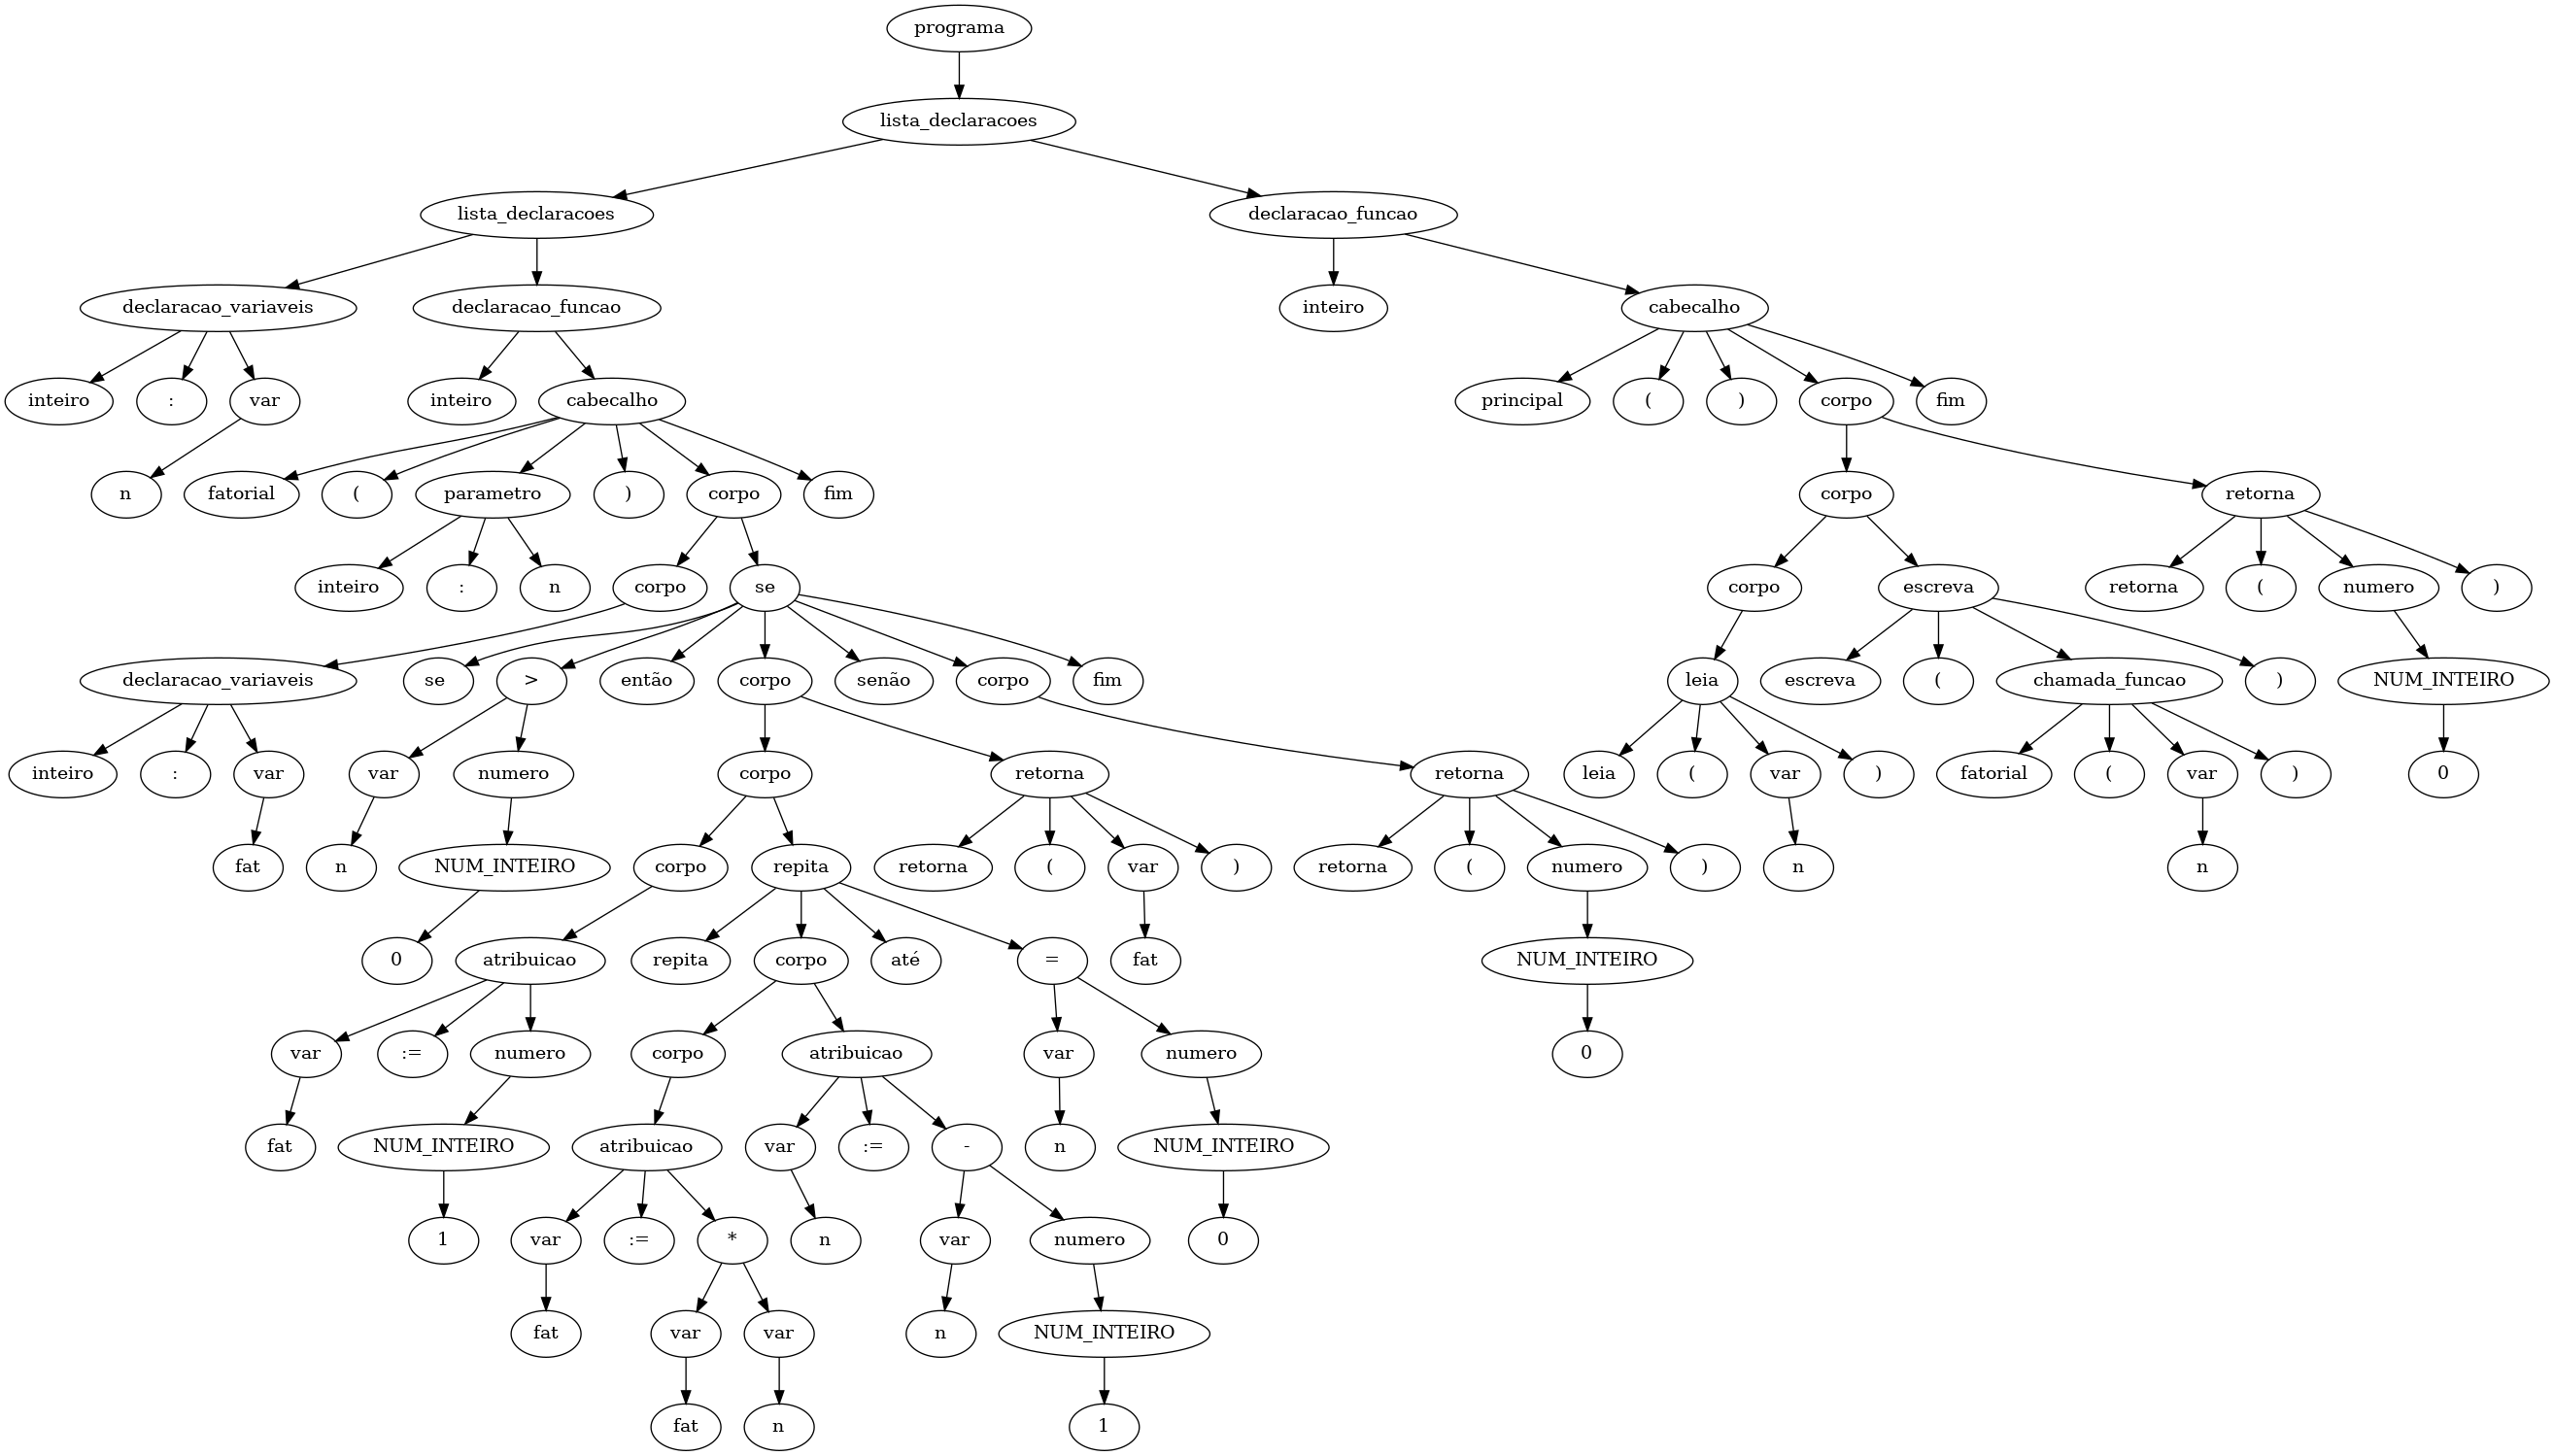 programa
lista_declaracoes
lista_declaracoes declaracao_funcao
declaracao_variaveis declaracao_funcao inteiro cabecalho
inteiro : var inteiro cabecalho principal ( ) corpo fim
n fatorial ( parametro ) corpo fim corpo retorna
inteiro : n corpo se corpo escreva retorna ( numero )
declaracao_variaveis se > então corpo senão corpo fim leia escreva ( chamada_funcao ) NUM_INTEIRO
inteiro : var var numero corpo retorna retorna leia ( var ) fatorial ( var ) 0
fat n NUM_INTEIRO corpo repita retorna ( var ) retorna ( numero ) n n
0 atribuicao repita corpo até = fat NUM_INTEIRO
var := numero corpo atribuicao var numero 0
fat NUM_INTEIRO atribuicao var := - n NUM_INTEIRO
1 var := * n var numero 0
fat var var n NUM_INTEIRO
fat n 1